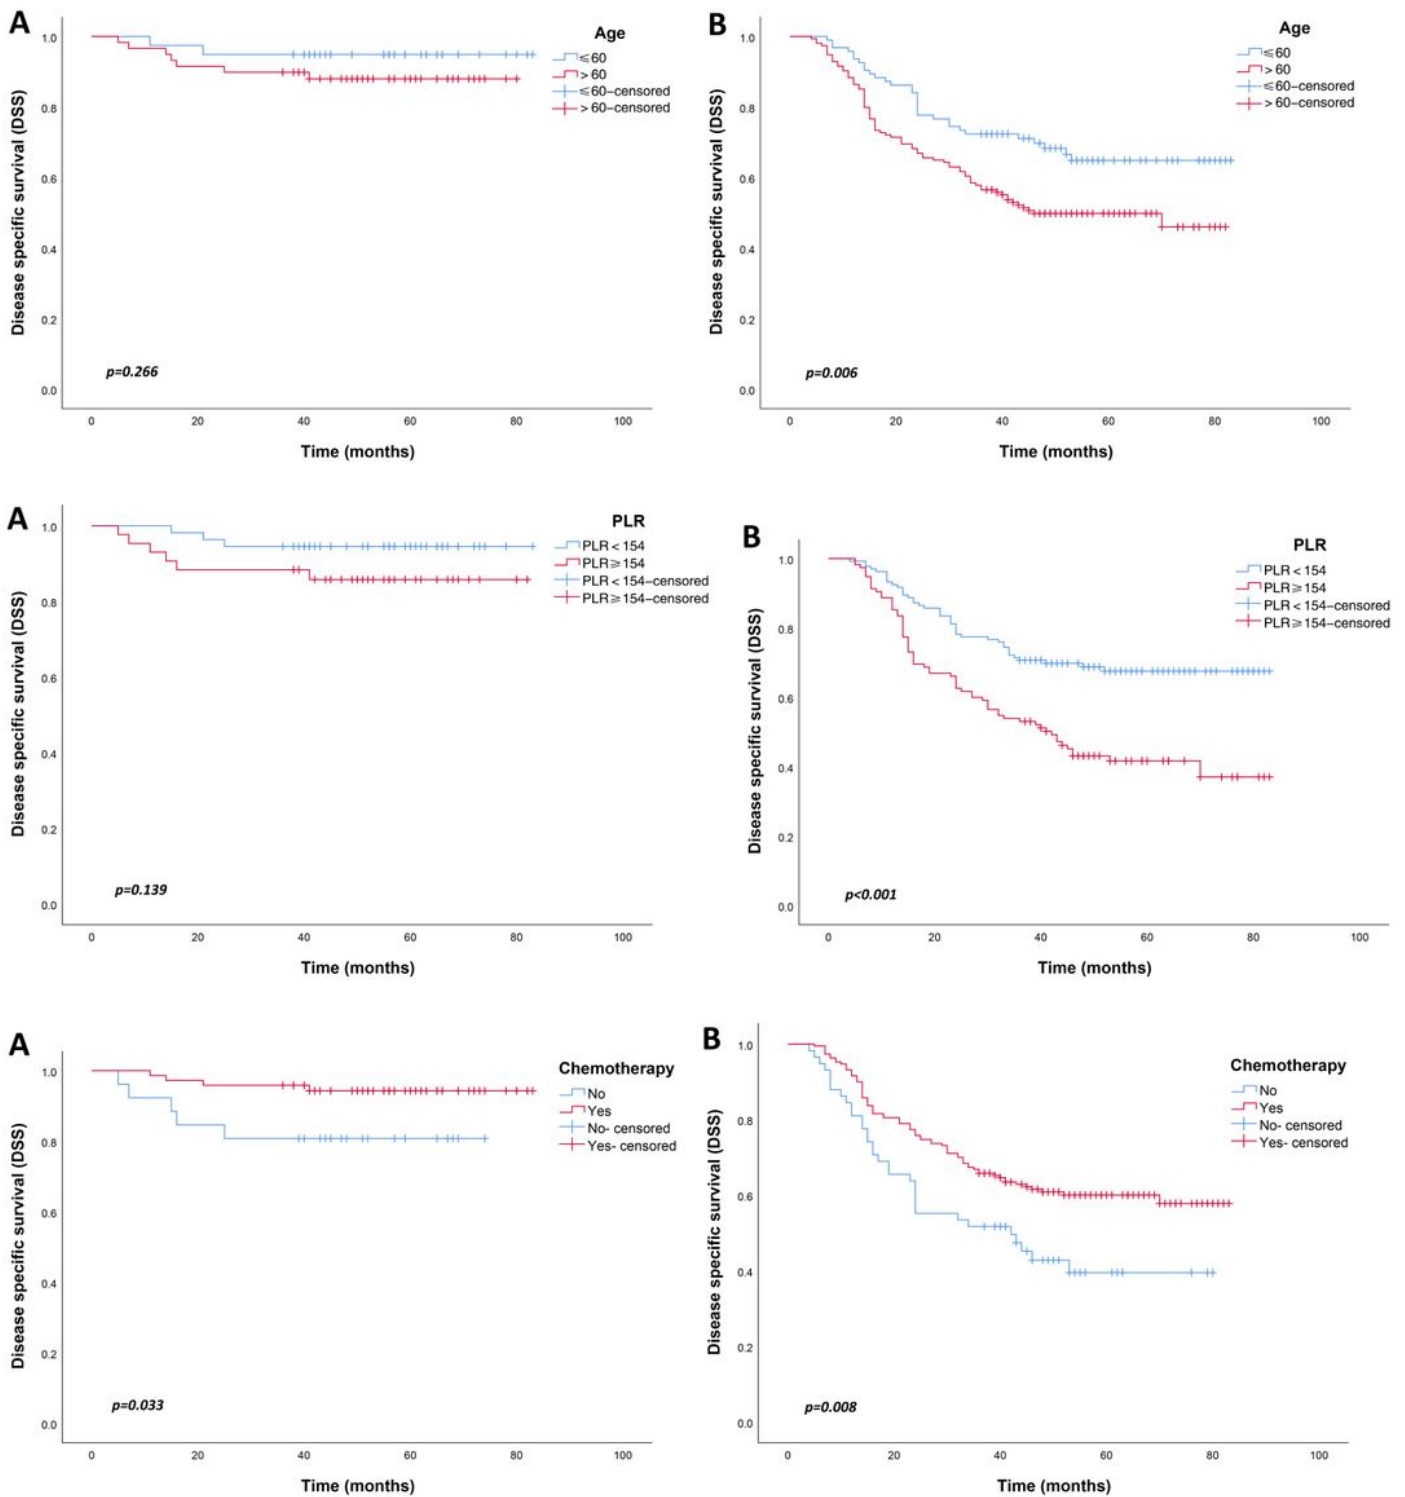 A
Disease specific survival (DSS)
1.0
0.8
0.6
0.4
0.2
0.0
Age
≤60
>60
≤60-censored
>60-censored
p=0.266
0 20 40 60 80 100
Time (months)
B
Disease specific survival (DSS)
1.0
0.8
0.6
0.4
0.2
0.0
Age
≤60
>60
≤60-censored
>60-censored
p=0.006
0 20 40 60 80 100
Time (months)
A
Disease specific survival (DSS)
1.0
0.8
0.6
0.4
0.2
0.0
PLR
PLR<154
PLR≥154
PLR<154-censored
PLR≥154-censored
p=0.139
0 20 40 60 80 100
Time (months)
B
Disease specific survival (DSS)
1.0
0.8
0.6
0.4
0.2
0.0
PLR
PLR<154
PLR≥154
PLR<154-censored
PLR≥154-censored
p<0.001
0 20 40 60 80 100
Time (months)
A
Disease specific survival (DSS)
1.0
0.8
0.6
0.4
0.2
0.0
Chemotherapy
No
Yes
No- censored
Yes- censored
p=0.033
0 20 40 60 80 100
Time (months)
B
Disease specific survival (DSS)
1.0
0.8
0.6
0.4
0.2
0.0
Chemotherapy
No
Yes
No- censored
Yes- censored
p=0.008
0 20 40 60 80 100
Time (months)